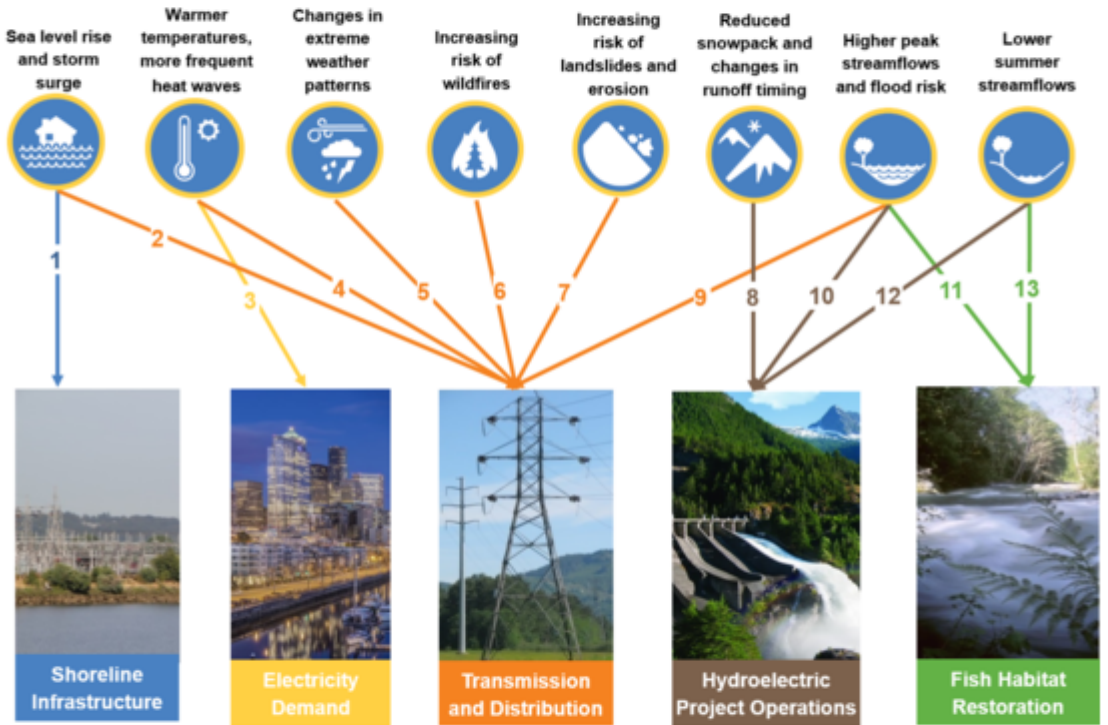 Sea level rise
and storm
surge
Warmer
temperatures,
more frequent
heat waves
Changes in
extreme
weather
patterns
Increasing
risk of
wildfires
Increasing
risk of
landslides and
erosion
Reduced
snowpack and
changes in
runoff timing
Higher peak
streamflows
and flood risk
Lower
summer
streamflows
1
2
3
4
5
6
7
9
8
10
12
11
13
Shoreline
Infrastructure
Electricity
Demand
Transmission
and Distribution
Hydroelectric
Project Operations
Fish Habitat
Restoration